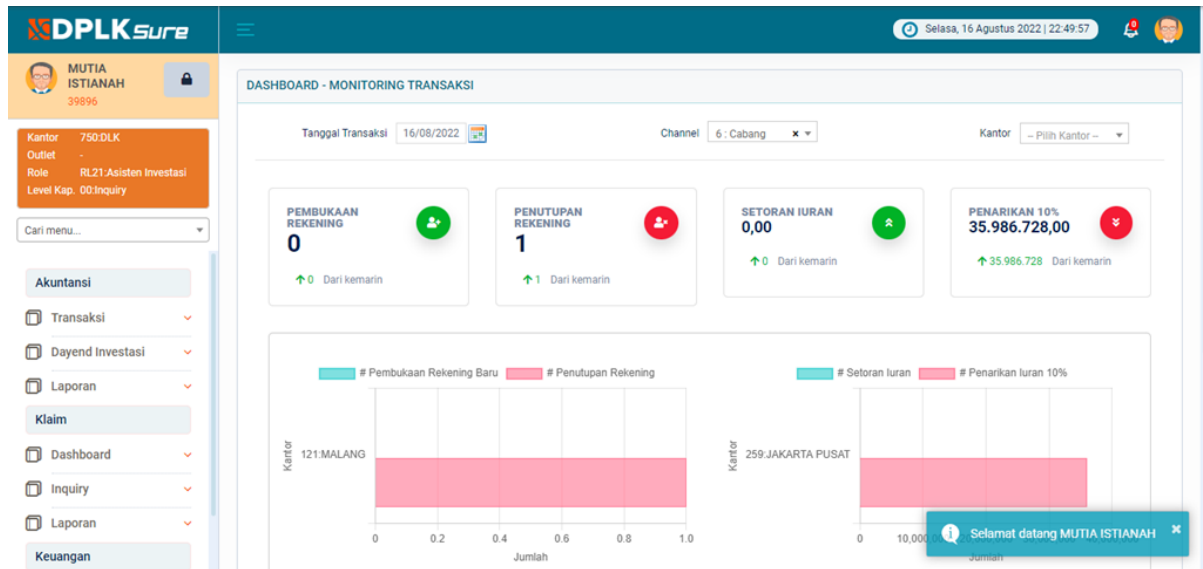 DPLKsure
Selasa, 16 Agustus 2022 | 22:49:57
MUTIA
ISTIANAH
39896
Kantor 750:DLK
Outlet -
Role RL21:Asisten Investasi
Level Kap. 00:Inquiry
Cari menu...
Akuntansi
Transaksi
Dayend Investasi
Laporan
Klaim
Dashboard
Inquiry
Laporan
Keuangan
DASHBOARD - MONITORING TRANSAKSI
Tanggal Transaksi 16/08/2022
Channel 6 : Cabang
Kantor -- Pilih Kantor --
PEMBUKAAN
REKENING
0
0 Dari kemarin
PENUTUPAN
REKENING
1
1 Dari kemarin
SETORAN IURAN
0,00
0 Dari kemarin
PENARIKAN 10%
35.986.728,00
35.986.728 Dari kemarin
# Pembukaan Rekening Baru # Penutupan Rekening
Kantor
121:MALANG
0 0.2 0.4 0.6 0.8 1.0
Jumlah
# Setoran Iuran # Penarikan Iuran 10%
Kantor
259:JAKARTA PUSAT
0
Jumlah
Selamat datang MUTIA ISTIANAH